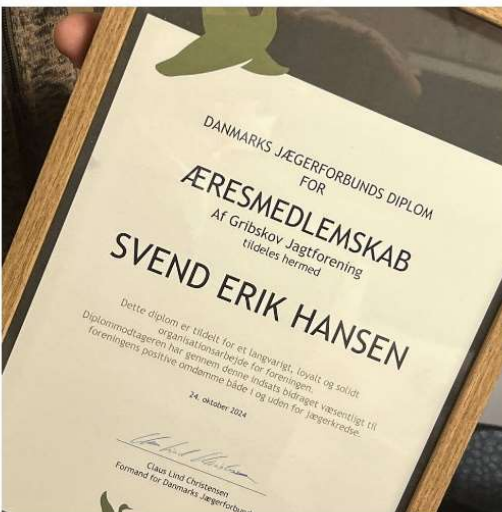 DANMARKS JÆGERFORBUNDS DIPLOM
FOR
ÆRESMEDLEMSKAB
Af Gribskov Jagtforening
tildeles hermed
SVEND ERIK HANSEN
Dette diplom er tildelt for et langvarigt, loyalt og solidt
organisationsarbejde for foreningen.
Diplommodtageren har gennem denne indsats bidraget væsentligt til
foreningens positive omdømme både i og uden for jægerkredse.
24. oktober 2024
Claus Lind Christensen
Formand for Danmarks Jægerforbund